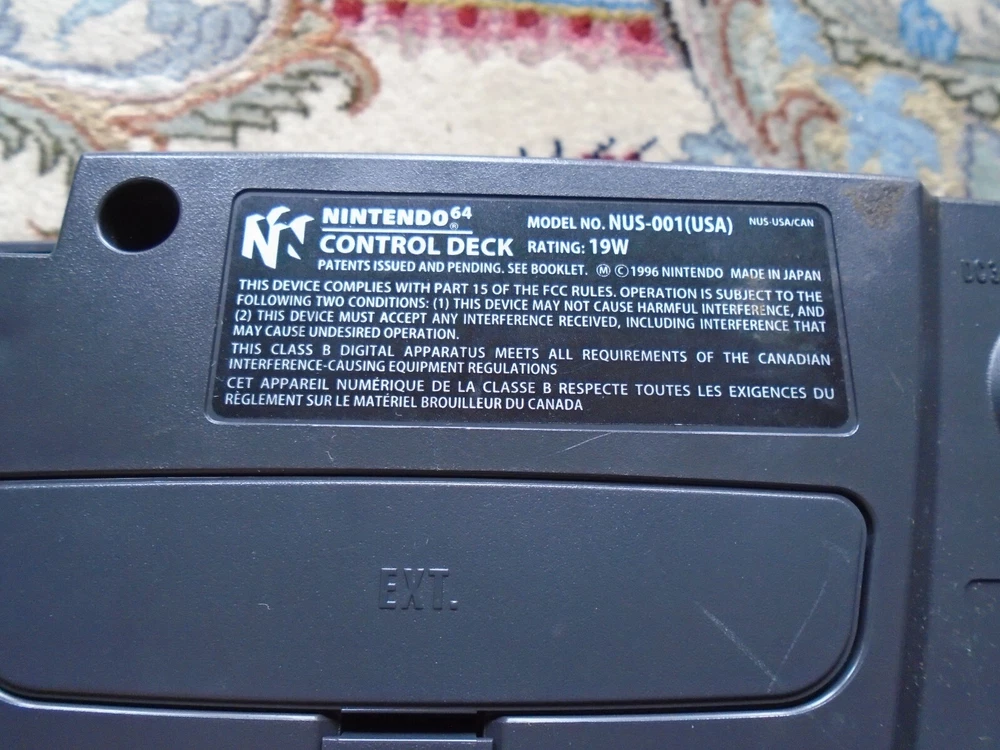 NINTENDO64®
CONTROL DECK
MODEL NO. NUS-001(USA)
NUS-USA/CAN
RATING: 19W
PATENTS ISSUED AND PENDING. SEE BOOKLET. Ⓜ ©1996 NINTENDO MADE IN JAPAN
THIS DEVICE COMPLIES WITH PART 15 OF THE FCC RULES. OPERATION IS SUBJECT TO THE
FOLLOWING TWO CONDITIONS: (1) THIS DEVICE MAY NOT CAUSE HARMFUL INTERFERENCE, AND
(2) THIS DEVICE MUST ACCEPT ANY INTERFERENCE RECEIVED, INCLUDING INTERFERENCE THAT
MAY CAUSE UNDESIRED OPERATION.
THIS CLASS B DIGITAL APPARATUS MEETS ALL REQUIREMENTS OF THE CANADIAN
INTERFERENCE-CAUSING EQUIPMENT REGULATIONS
CET APPAREIL NUMÉRIQUE DE LA CLASSE B RESPECTE TOUTES LES EXIGENCES DU
RÈGLEMENT SUR LE MATÉRIEL BROUILLEUR DU CANADA
EXT.